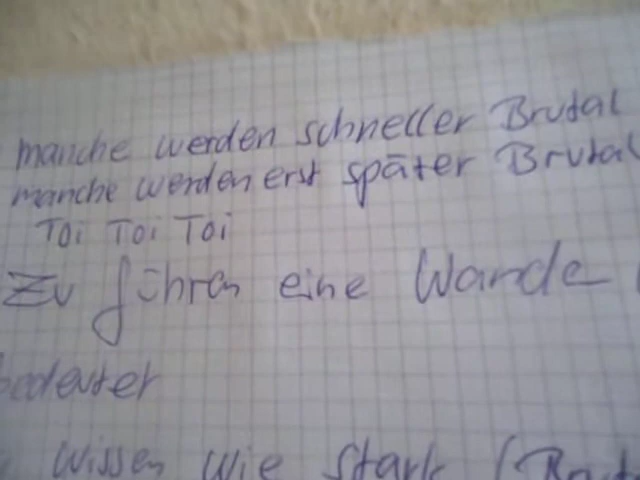 manche werden schneller Brutal
manche werden erst später Brutal
Toi Toi Toi
Zu führen eine Wande
bedeutet
wissen wie stark